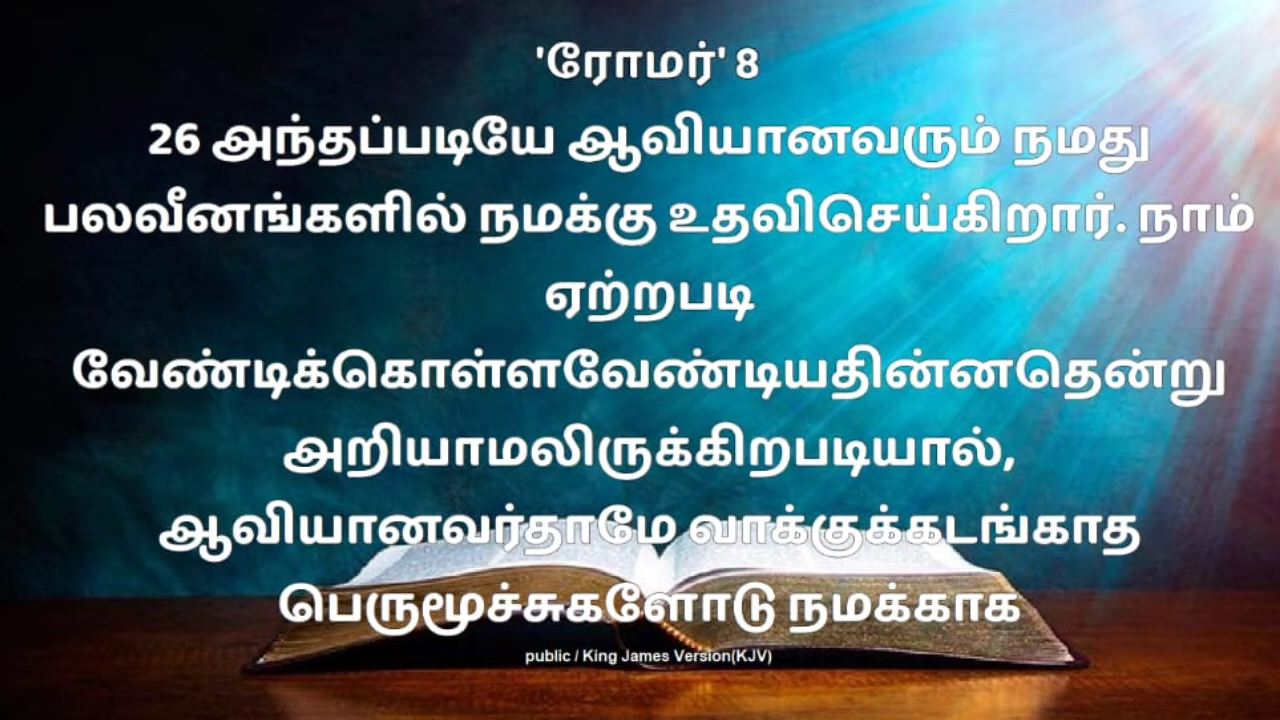 'ரோமர்' 8
26 அந்தப்படியே ஆவியானவரும் நமது
பலவீனங்களில் நமக்கு உதவிசெய்கிறார். நாம்
ஏற்றபடி
வேண்டிக்கொள்ளவேண்டியதின்னதென்று
அறியாமலிருக்கிறபடியால்,
ஆவியானவர்தாமே வாக்குக்கடங்காத
பெருமூச்சுகளோடு நமக்காக
public / King James Version(KJV)